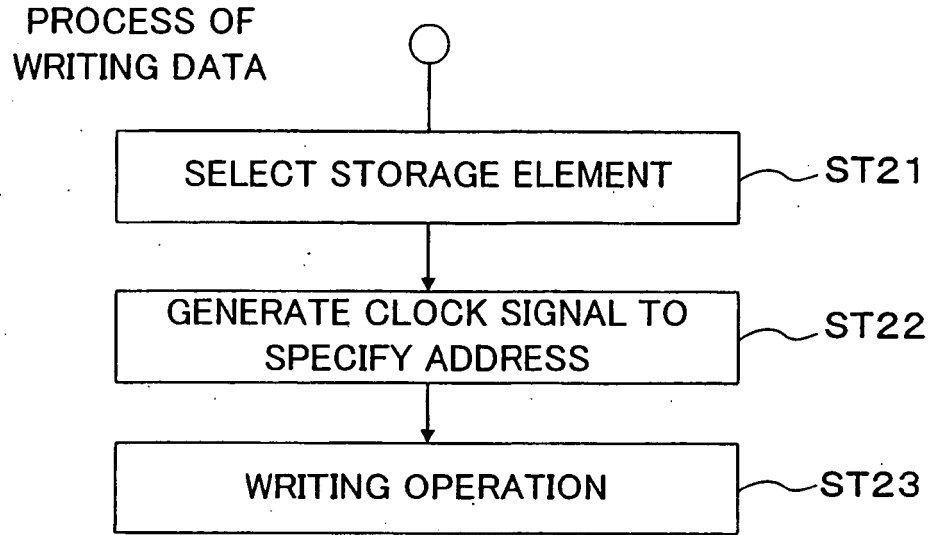 PROCESS OF
WRITING DATA
SELECT STORAGE ELEMENT
ST21
GENERATE CLOCK SIGNAL TO
SPECIFY ADDRESS
ST22
WRITING OPERATION
ST23